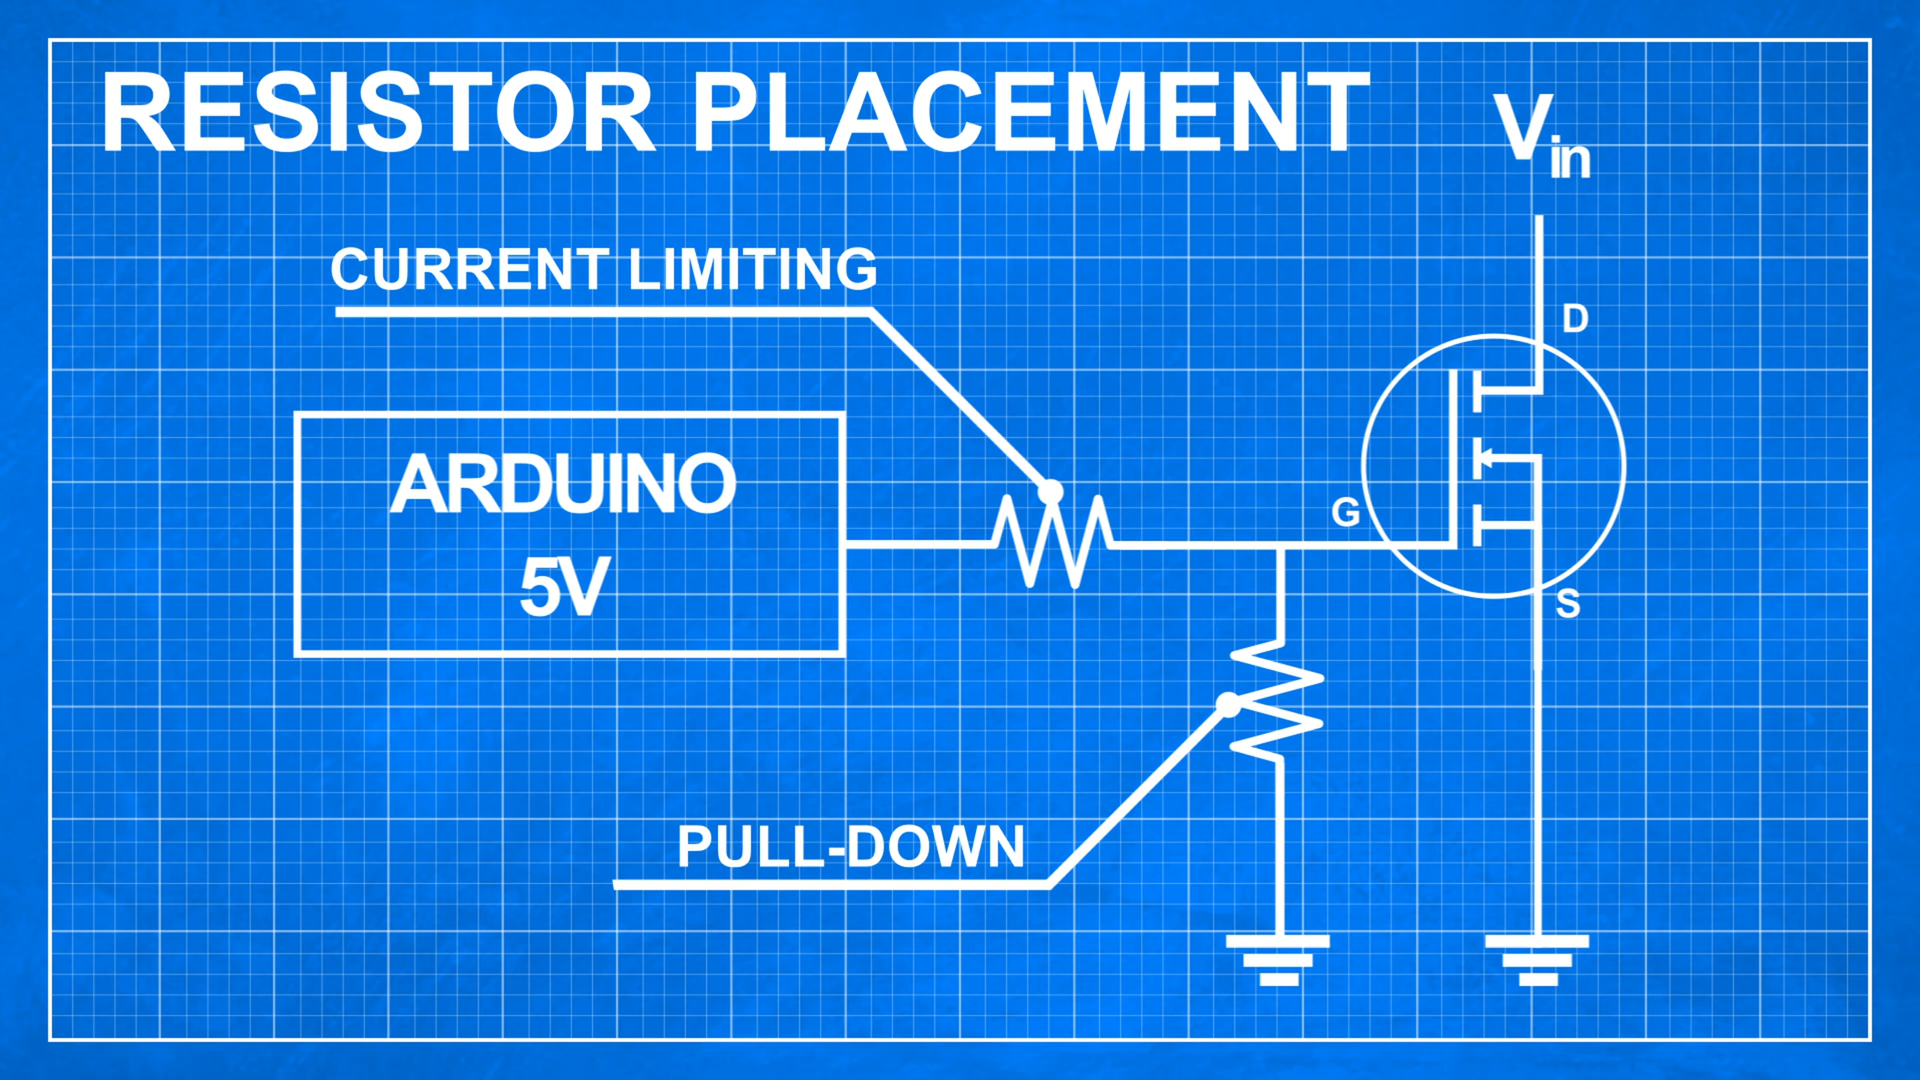 RESISTOR PLACEMENT
Vin
CURRENT LIMITING
D
ARDUINO
5V
G
S
PULL-DOWN